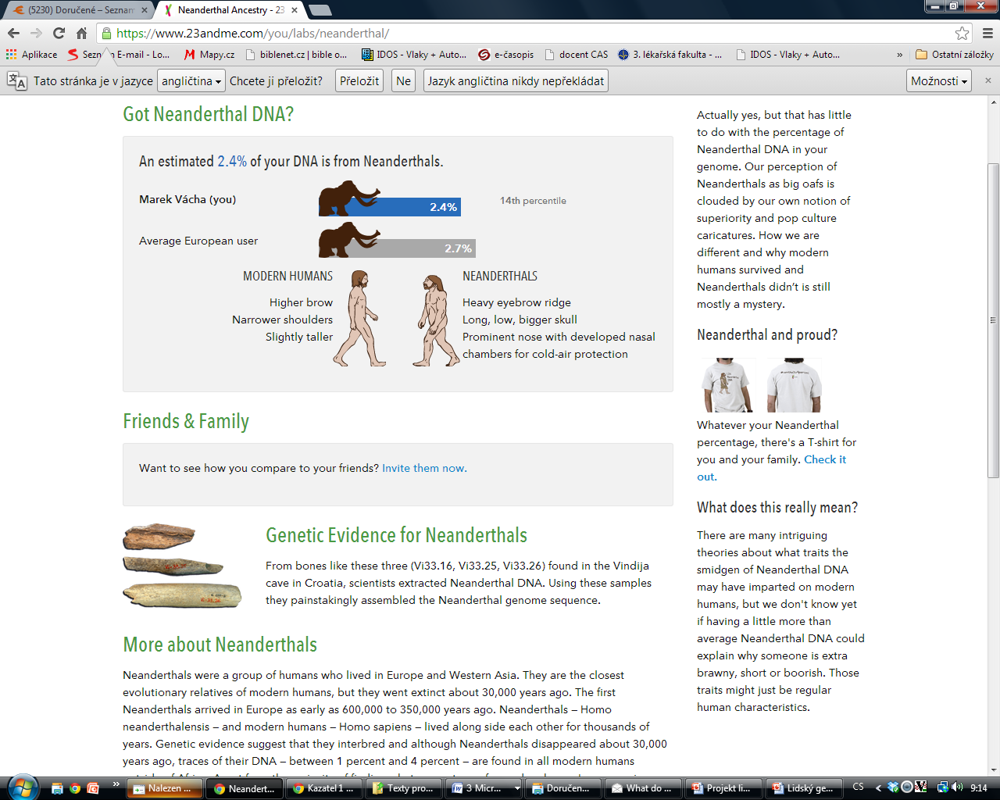 (5230) Doručené – Seznam
Neanderthal Ancestry - 23
https://www.23andme.com/you/labs/neanderthal/
Aplikace
Seznam E-mail - Lo...
Mapy.cz
biblenet.cz | bible o...
IDOS - Vlaky + Auto...
e-časopis
docent CAS
3. lékařská fakulta - ...
IDOS - Vlaky + Auto...
»
Ostatní záložky
Tato stránka je v jazyce angličtina Chcete ji přeložit? Přeložit Ne Jazyk angličtina nikdy nepřekládat Možnosti
Got Neanderthal DNA?
An estimated 2.4% of your DNA is from Neanderthals.
Marek Vácha (you) 2.4% 14th percentile
Average European user 2.7%
MODERN HUMANS
Higher brow
Narrower shoulders
Slightly taller
NEANDERTHALS
Heavy eyebrow ridge
Long, low, bigger skull
Prominent nose with developed nasal
chambers for cold-air protection
Friends & Family
Want to see how you compare to your friends? Invite them now.
Genetic Evidence for Neanderthals
From bones like these three (Vi33.16, Vi33.25, Vi33.26) found in the Vindija
cave in Croatia, scientists extracted Neanderthal DNA. Using these samples
they painstakingly assembled the Neanderthal genome sequence.
More about Neanderthals
Neanderthals were a group of humans who lived in Europe and Western Asia. They are the closest
evolutionary relatives of modern humans, but they went extinct about 30,000 years ago. The first
Neanderthals arrived in Europe as early as 600,000 to 350,000 years ago. Neanderthals – Homo
neanderthalensis – and modern humans – Homo sapiens – lived along side each other for thousands of
years. Genetic evidence suggest that they interbred and although Neanderthals disappeared about 30,000
years ago, traces of their DNA – between 1 percent and 4 percent – are found in all modern humans
Actually yes, but that has little
to do with the percentage of
Neanderthal DNA in your
genome. Our perception of
Neanderthals as big oafs is
clouded by our own notion of
superiority and pop culture
caricatures. How we are
different and why modern
humans survived and
Neanderthals didn’t is still
mostly a mystery.
Neanderthal and proud?
Whatever your Neanderthal
percentage, there's a T-shirt for
you and your family. Check it
out.
What does this really mean?
There are many intriguing
theories about what traits the
smidgen of Neanderthal DNA
may have imparted on modern
humans, but we don't know yet
if having a little more than
average Neanderthal DNA could
explain why someone is extra
brawny, short or boorish. Those
traits might just be regular
human characteristics.
»
Nalezen ...
Neandert...
Kazatel 1 ...
Texty pro...
3 Micr...
Doručen...
What do ...
Projekt li...
Lidský ge...
CS
9:14